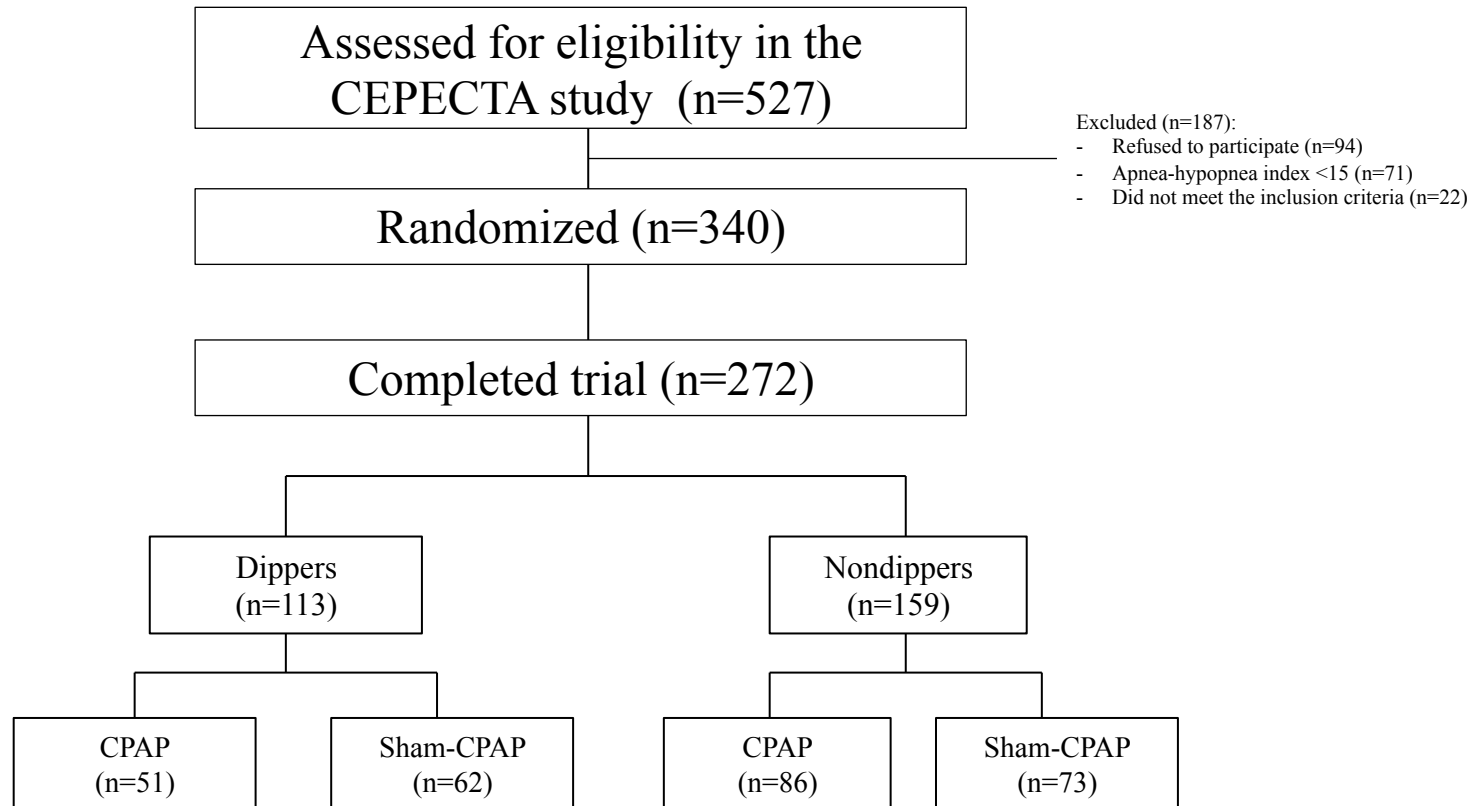 Assessed for eligibility in the
CEPECTA study (n=527)
Excluded (n=187):
- Refused to participate (n=94)
- Apnea-hypopnea index <15 (n=71)
- Did not meet the inclusion criteria (n=22)
Randomized (n=340)
Completed trial (n=272)
Dippers
(n=113)
Nondippers
(n=159)
CPAP
(n=51)
Sham-CPAP
(n=62)
CPAP
(n=86)
Sham-CPAP
(n=73)